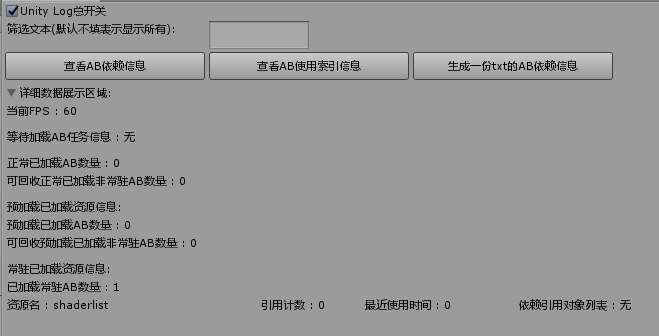 Unity Log总开关
筛选文本(默认不填表示显示所有):
查看AB依赖信息 查看AB使用索引信息 生成一份txt的AB依赖信息
详细数据展示区域:
当前FPS : 60
等待加载AB任务信息 : 无
正常已加载AB数量 : 0
可回收正常已加载非常驻AB数量 : 0
预加载已加载资源信息:
预加载已加载AB数量 : 0
可回收预加载已加载非常驻AB数量 : 0
常驻已加载资源信息:
已加载常驻AB数量 : 1
资源名 : shaderlist 引用计数 : 0 最近使用时间 : 0 依赖引用对象列表 : 无